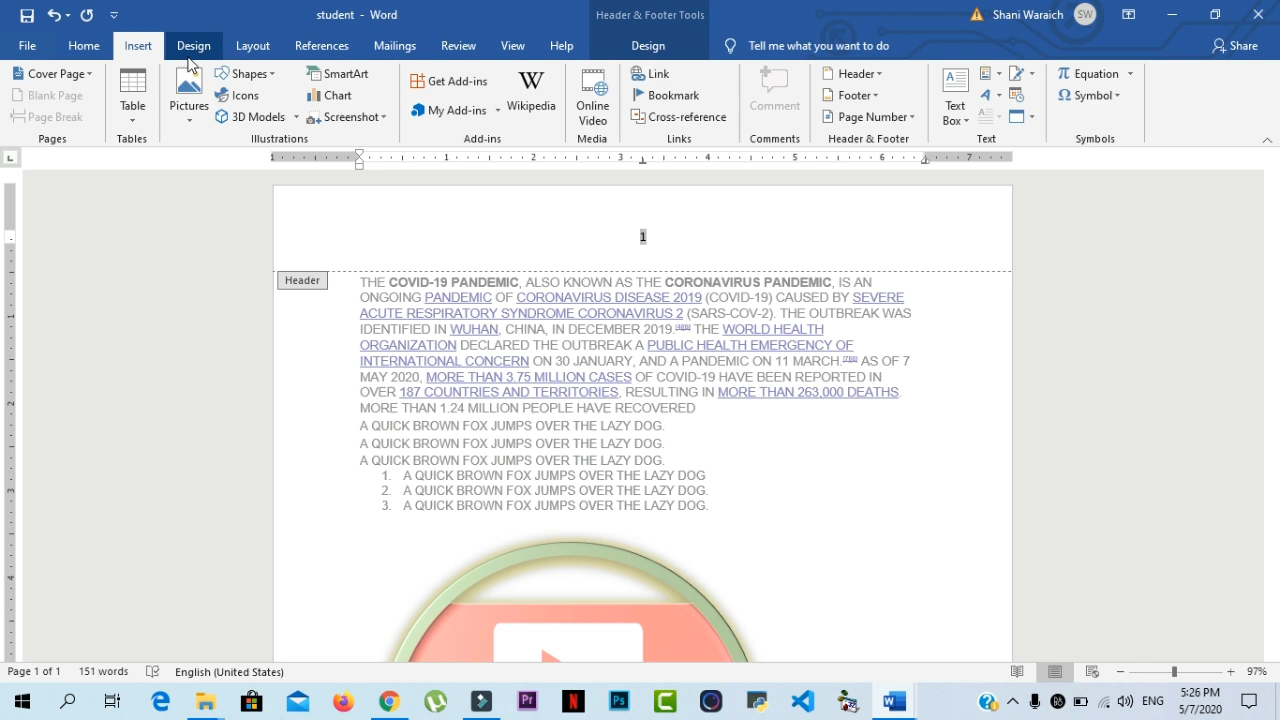 student - Word
Header & Footer Tools
Shani Waraich
SW
File
Home
Insert
Design
Layout
References
Mailings
Review
View
Help
Design
Tell me what you want to do
Share
Cover Page
Blank Page
Page Break
Pages
Table
Tables
Pictures
Shapes
Icons
3D Models
SmartArt
Chart
Screenshot
Illustrations
Get Add-ins
My Add-ins
W
Wikipedia
Add-ins
Online
Video
Media
Link
Bookmark
Cross-reference
Links
Comment
Comments
Header
Footer
Page Number
Header & Footer
Text
Box
Text
Equation
Symbol
Symbols
1 1 2 3 4 5 6 7
1
Header
THE COVID-19 PANDEMIC, ALSO KNOWN AS THE CORONAVIRUS PANDEMIC, IS AN
ONGOING PANDEMIC OF CORONAVIRUS DISEASE 2019 (COVID-19) CAUSED BY SEVERE
ACUTE RESPIRATORY SYNDROME CORONAVIRUS 2 (SARS-COV-2). THE OUTBREAK WAS
IDENTIFIED IN WUHAN, CHINA, IN DECEMBER 2019. THE WORLD HEALTH
ORGANIZATION DECLARED THE OUTBREAK A PUBLIC HEALTH EMERGENCY OF
INTERNATIONAL CONCERN ON 30 JANUARY, AND A PANDEMIC ON 11 MARCH. AS OF 7
MAY 2020, MORE THAN 3.75 MILLION CASES OF COVID-19 HAVE BEEN REPORTED IN
OVER 187 COUNTRIES AND TERRITORIES, RESULTING IN MORE THAN 263,000 DEATHS.
MORE THAN 1.24 MILLION PEOPLE HAVE RECOVERED
A QUICK BROWN FOX JUMPS OVER THE LAZY DOG.
A QUICK BROWN FOX JUMPS OVER THE LAZY DOG.
A QUICK BROWN FOX JUMPS OVER THE LAZY DOG.
1. A QUICK BROWN FOX JUMPS OVER THE LAZY DOG
2. A QUICK BROWN FOX JUMPS OVER THE LAZY DOG.
3. A QUICK BROWN FOX JUMPS OVER THE LAZY DOG.
Page 1 of 1
151 words
English (United States)
97%
ENG
5:26 PM
5/7/2020